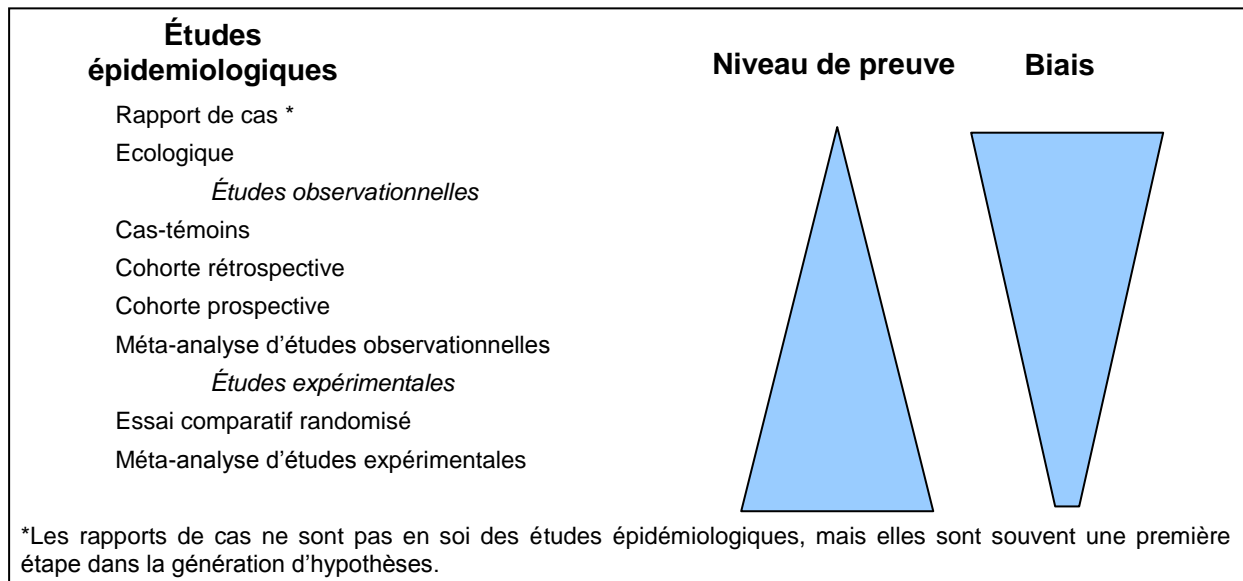 Études
épidemiologiques
Niveau de preuve
Biais
Rapport de cas *
Ecologique
Études observationnelles
Cas-témoins
Cohorte rétrospective
Cohorte prospective
Méta-analyse d’études observationnelles
Études expérimentales
Essai comparatif randomisé
Méta-analyse d’études expérimentales
*Les rapports de cas ne sont pas en soi des études épidémiologiques, mais elles sont souvent une première
étape dans la génération d’hypothèses.